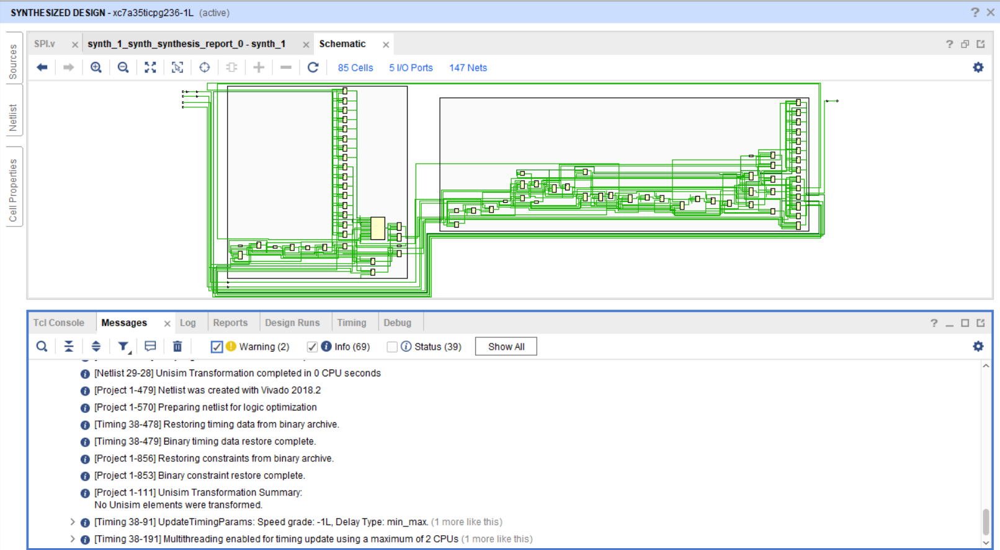 SYNTHESIZED DESIGN - xc7a35ticpg236-1L (active)
Sources
Netlist
Cell Properties
SPI.v
synth_1_synth_synthesis_report_0 - synth_1
Schematic
85 Cells
5 I/O Ports
147 Nets
Tcl Console
Messages
Log
Reports
Design Runs
Timing
Debug
Warning (2)
Info (69)
Status (39)
Show All
[Netlist 29-28] Unisim Transformation completed in 0 CPU seconds
[Project 1-479] Netlist was created with Vivado 2018.2
[Project 1-570] Preparing netlist for logic optimization
[Timing 38-478] Restoring timing data from binary archive.
[Timing 38-479] Binary timing data restore complete.
[Project 1-856] Restoring constraints from binary archive.
[Project 1-853] Binary constraint restore complete.
[Project 1-111] Unisim Transformation Summary:
No Unisim elements were transformed.
[Timing 38-91] UpdateTimingParams: Speed grade: -1L, Delay Type: min_max. (1 more like this)
[Timing 38-191] Multithreading enabled for timing update using a maximum of 2 CPUs (1 more like this)